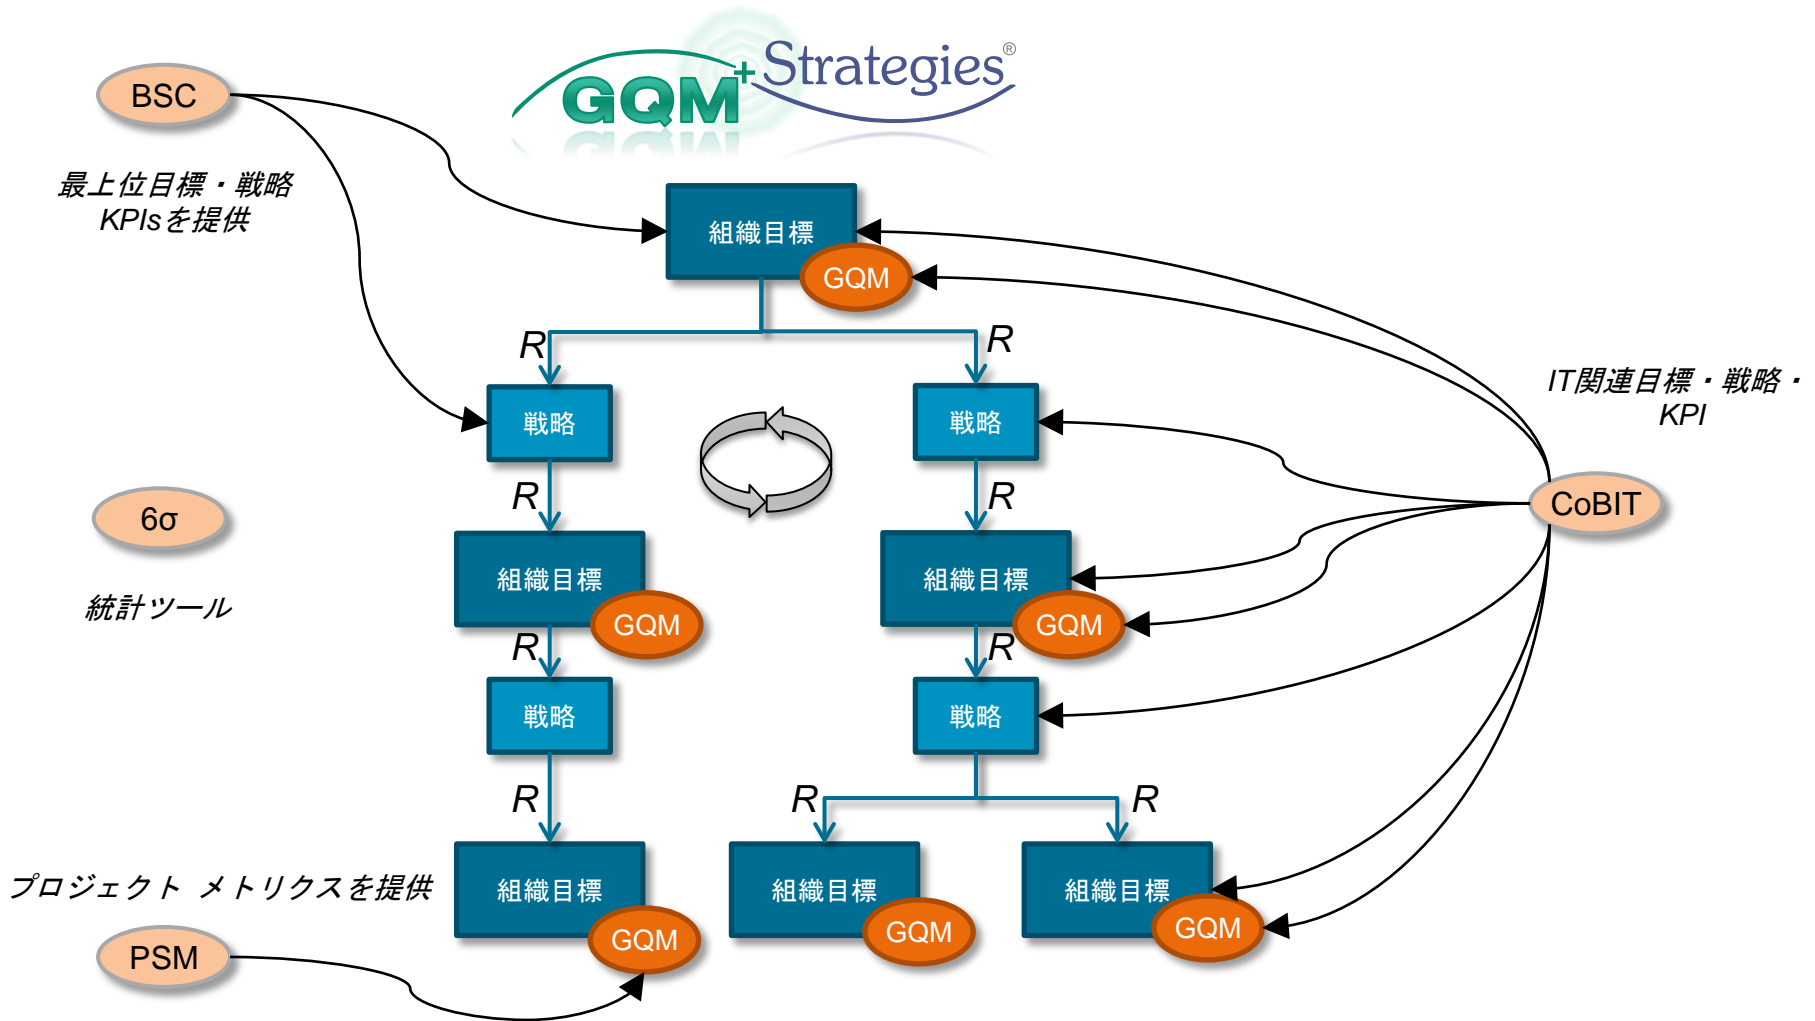 GQM+Strategies®
BSC
最上位目標・戦略
KPIsを提供
組織目標
GQM
R
R
IT関連目標・戦略・
KPI
戦略
戦略
R
R
CoBIT
6σ
組織目標
GQM
組織目標
GQM
統計ツール
R
R
戦略
戦略
R
R
R
プロジェクト メトリクスを提供
組織目標
GQM
組織目標
GQM
組織目標
GQM
PSM